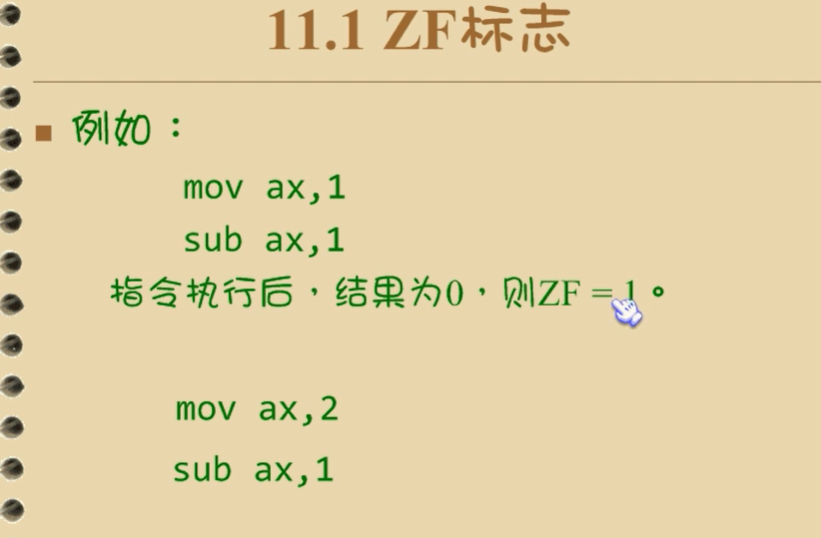 11.1 ZF标志
例如：
mov ax,1
sub ax,1
指令执行后，结果为0，则ZF = 1。
mov ax,2
sub ax,1